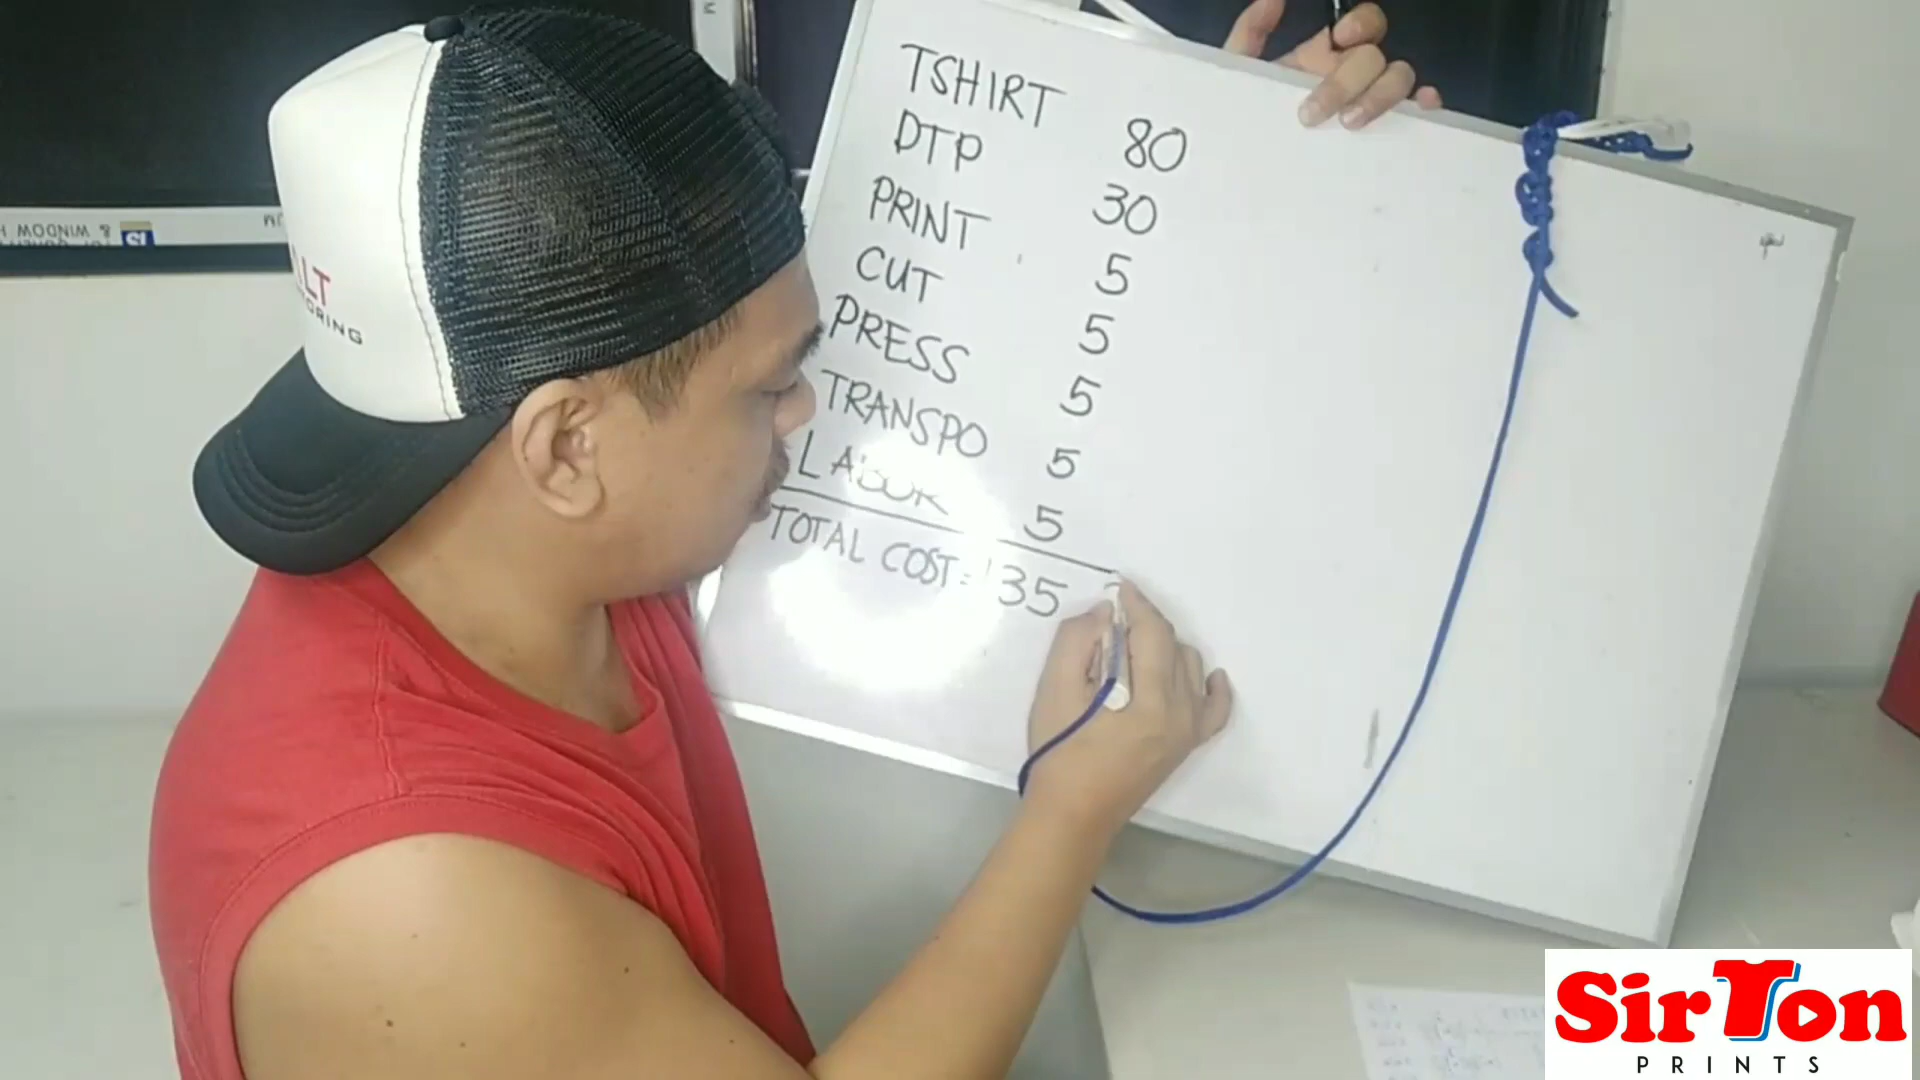 TSHIRT 80
DTP 30
PRINT 5
CUT 5
PRESS 5
TRANSPO 5
LABOR 5
TOTAL COST = 135
SirTon
PRINTS